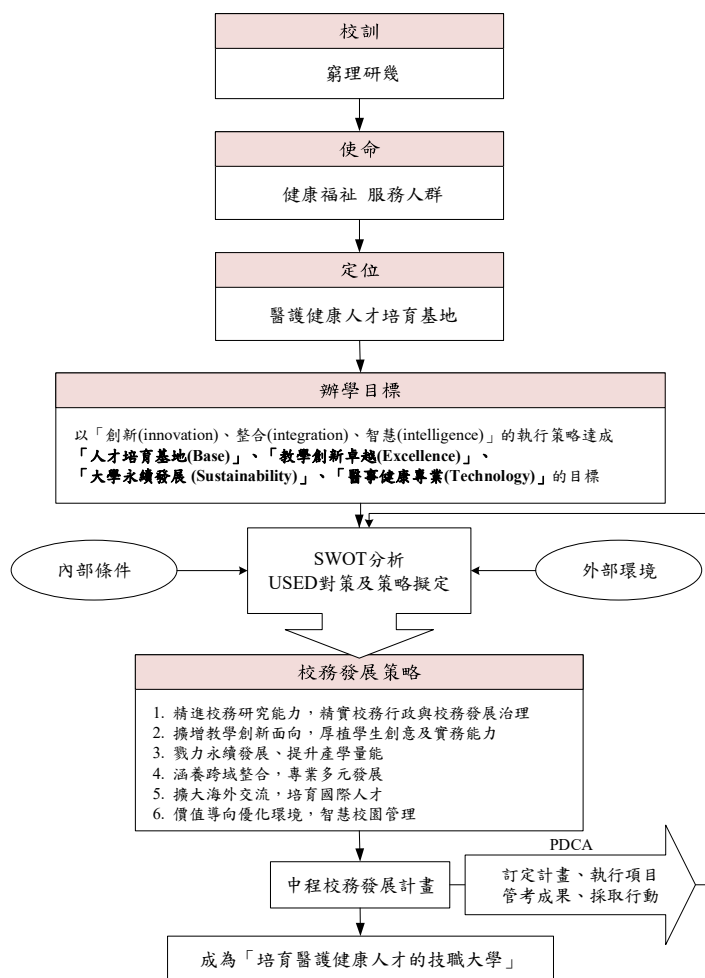 校訓
窮理研幾
使命
健康福祉 服務人群
定位
醫護健康人才培育基地
辦學目標
以「創新(innovation)、整合(integration)、智慧(intelligence)」的執行策略達成
「人才培育基地(Base)」、「教學創新卓越(Excellence)」、
「大學永續發展 (Sustainability)」、「醫事健康專業(Technology)」的目標
內部條件
SWOT分析
USED對策及策略擬定
外部環境
校務發展策略
1. 精進校務研究能力，精實校務行政與校務發展治理
2. 擴增教學創新面向，厚植學生創意及實務能力
3. 戮力永續發展、提升產學量能
4. 涵養跨域整合，專業多元發展
5. 擴大海外交流，培育國際人才
6. 價值導向優化環境，智慧校園管理
PDCA
中程校務發展計畫
訂定計畫、執行項目
管考成果、採取行動
成為「培育醫護健康人才的技職大學」